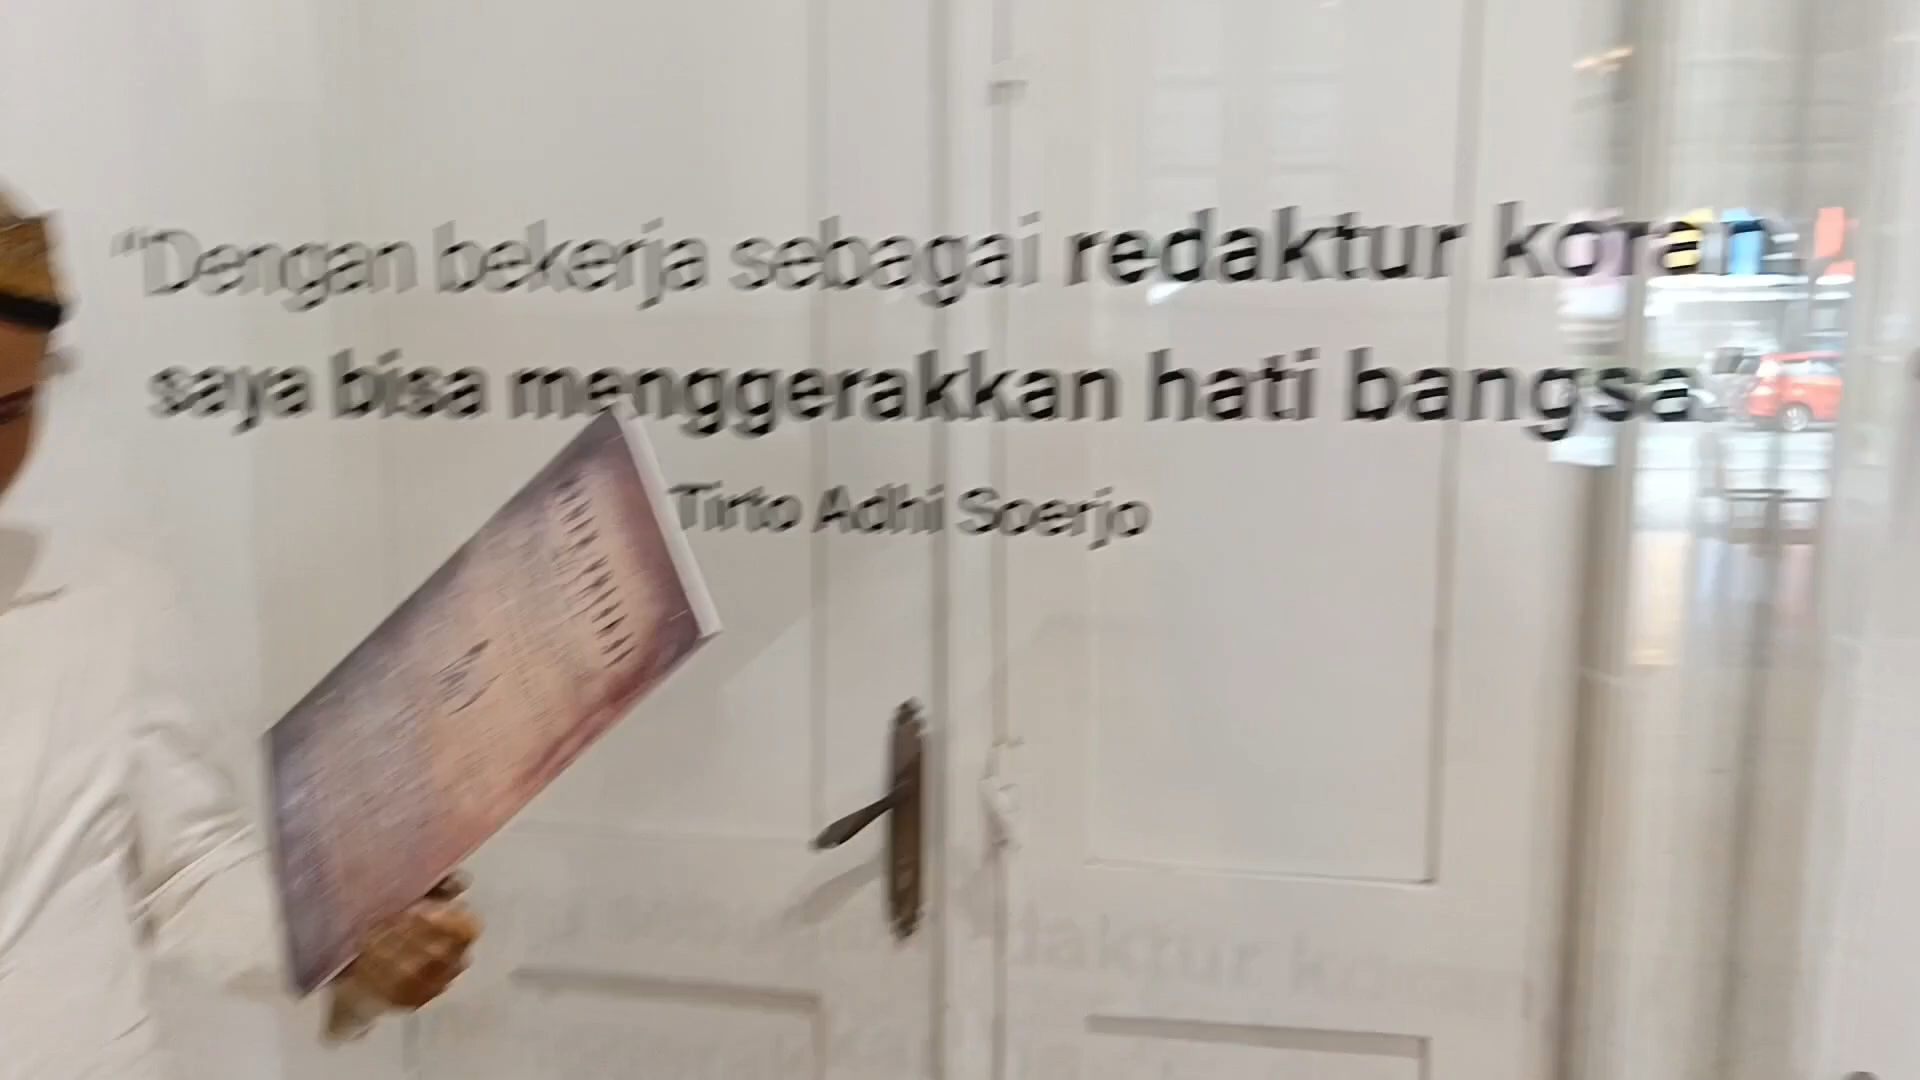 “Dengan bekerja sebagai redaktur koran
saya bisa menggerakkan hati bangsa
Tirto Adhi Soerjo